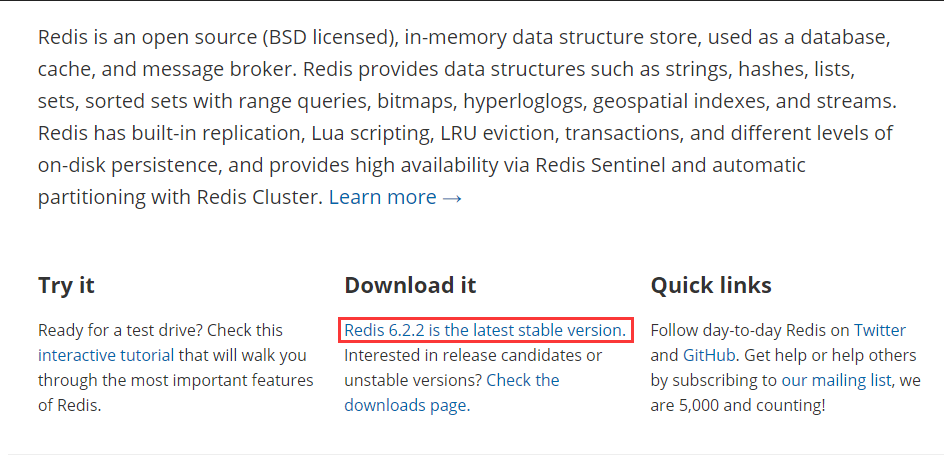 Redis is an open source (BSD licensed), in-memory data structure store, used as a database,
cache, and message broker. Redis provides data structures such as strings, hashes, lists,
sets, sorted sets with range queries, bitmaps, hyperloglogs, geospatial indexes, and streams.
Redis has built-in replication, Lua scripting, LRU eviction, transactions, and different levels of
on-disk persistence, and provides high availability via Redis Sentinel and automatic
partitioning with Redis Cluster. Learn more →
Try it
Ready for a test drive? Check this
interactive tutorial that will walk you
through the most important features
of Redis.
Download it
Redis 6.2.2 is the latest stable version.
Interested in release candidates or
unstable versions? Check the
downloads page.
Quick links
Follow day-to-day Redis on Twitter
and GitHub. Get help or help others
by subscribing to our mailing list, we
are 5,000 and counting!